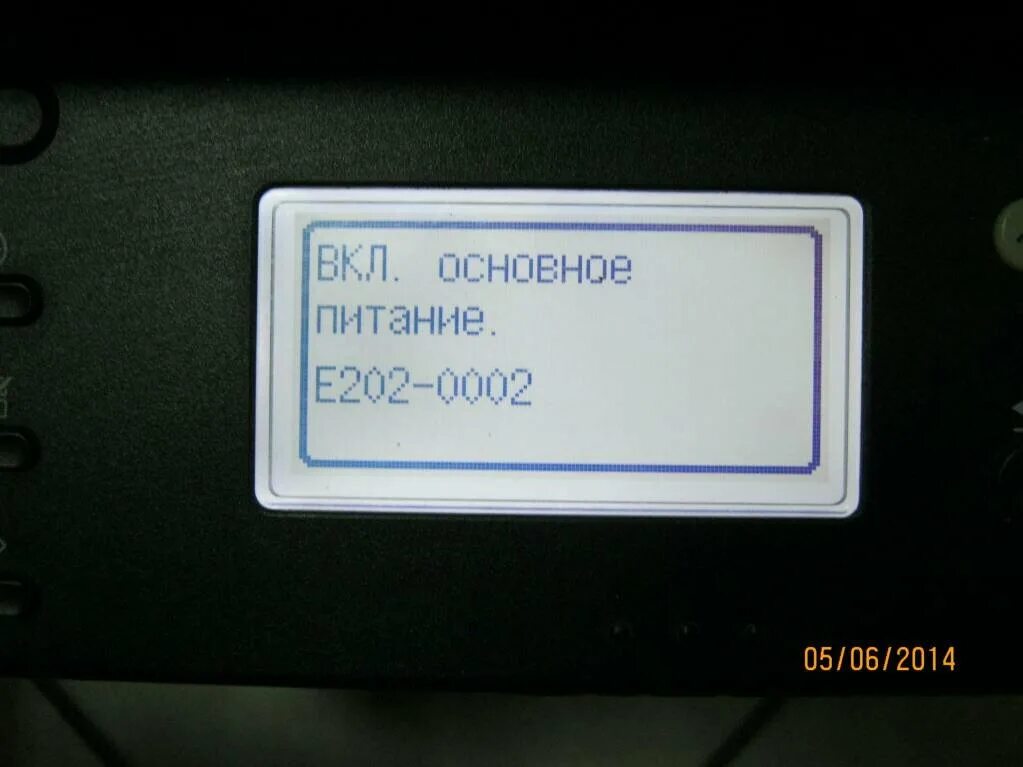 ВКЛ. основное
питание.
E202-0002
05/06/2014